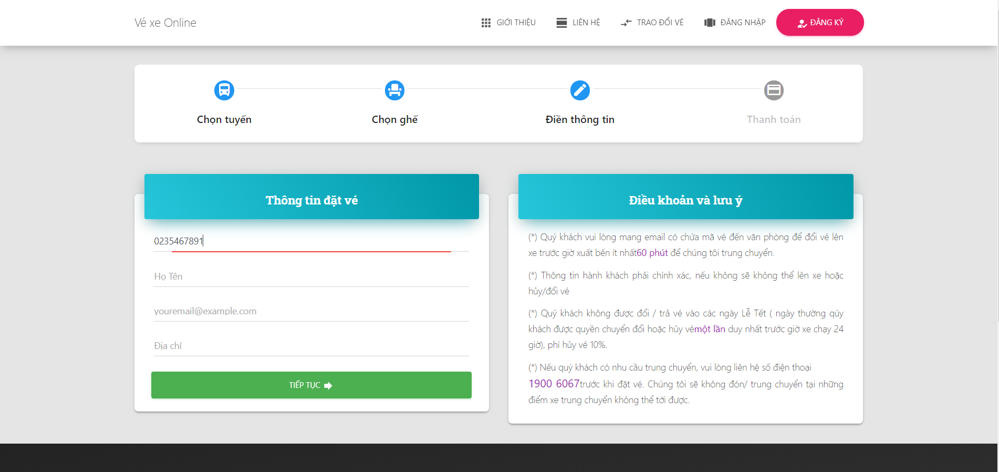 Vé xe Online
GIỚI THIỆU
LIÊN HỆ
TRAO ĐỔI VÉ
ĐĂNG NHẬP
ĐĂNG KÝ
Chọn tuyến
Chọn ghế
Điền thông tin
Thanh toán
Thông tin đặt vé
0235467891
Họ Tên
youremail@example.com
Địa chỉ
TIẾP TỤC
Điều khoản và lưu ý
(*) Quý khách vui lòng mang email có chứa mã vé đến văn phòng để đổi vé lên
xe trước giờ xuất bến ít nhất60 phút để chúng tôi trung chuyển.
(*) Thông tin hành khách phải chính xác, nếu không sẽ không thể lên xe hoặc
hủy/đổi vé
(*) Quý khách không được đổi / trả vé vào các ngày Lễ Tết ( ngày thường qúy
khách được quyền chuyển đổi hoặc hủy vémột lần duy nhất trước giờ xe chạy 24
giờ), phí hủy vé 10%.
(*) Nếu quý khách có nhu cầu trung chuyển, vui lòng liên hệ số điện thoại
1900 6067trước khi đặt vé. Chúng tôi sẽ không đón/ trung chuyển tại những
điểm xe trung chuyển không thể tới được.